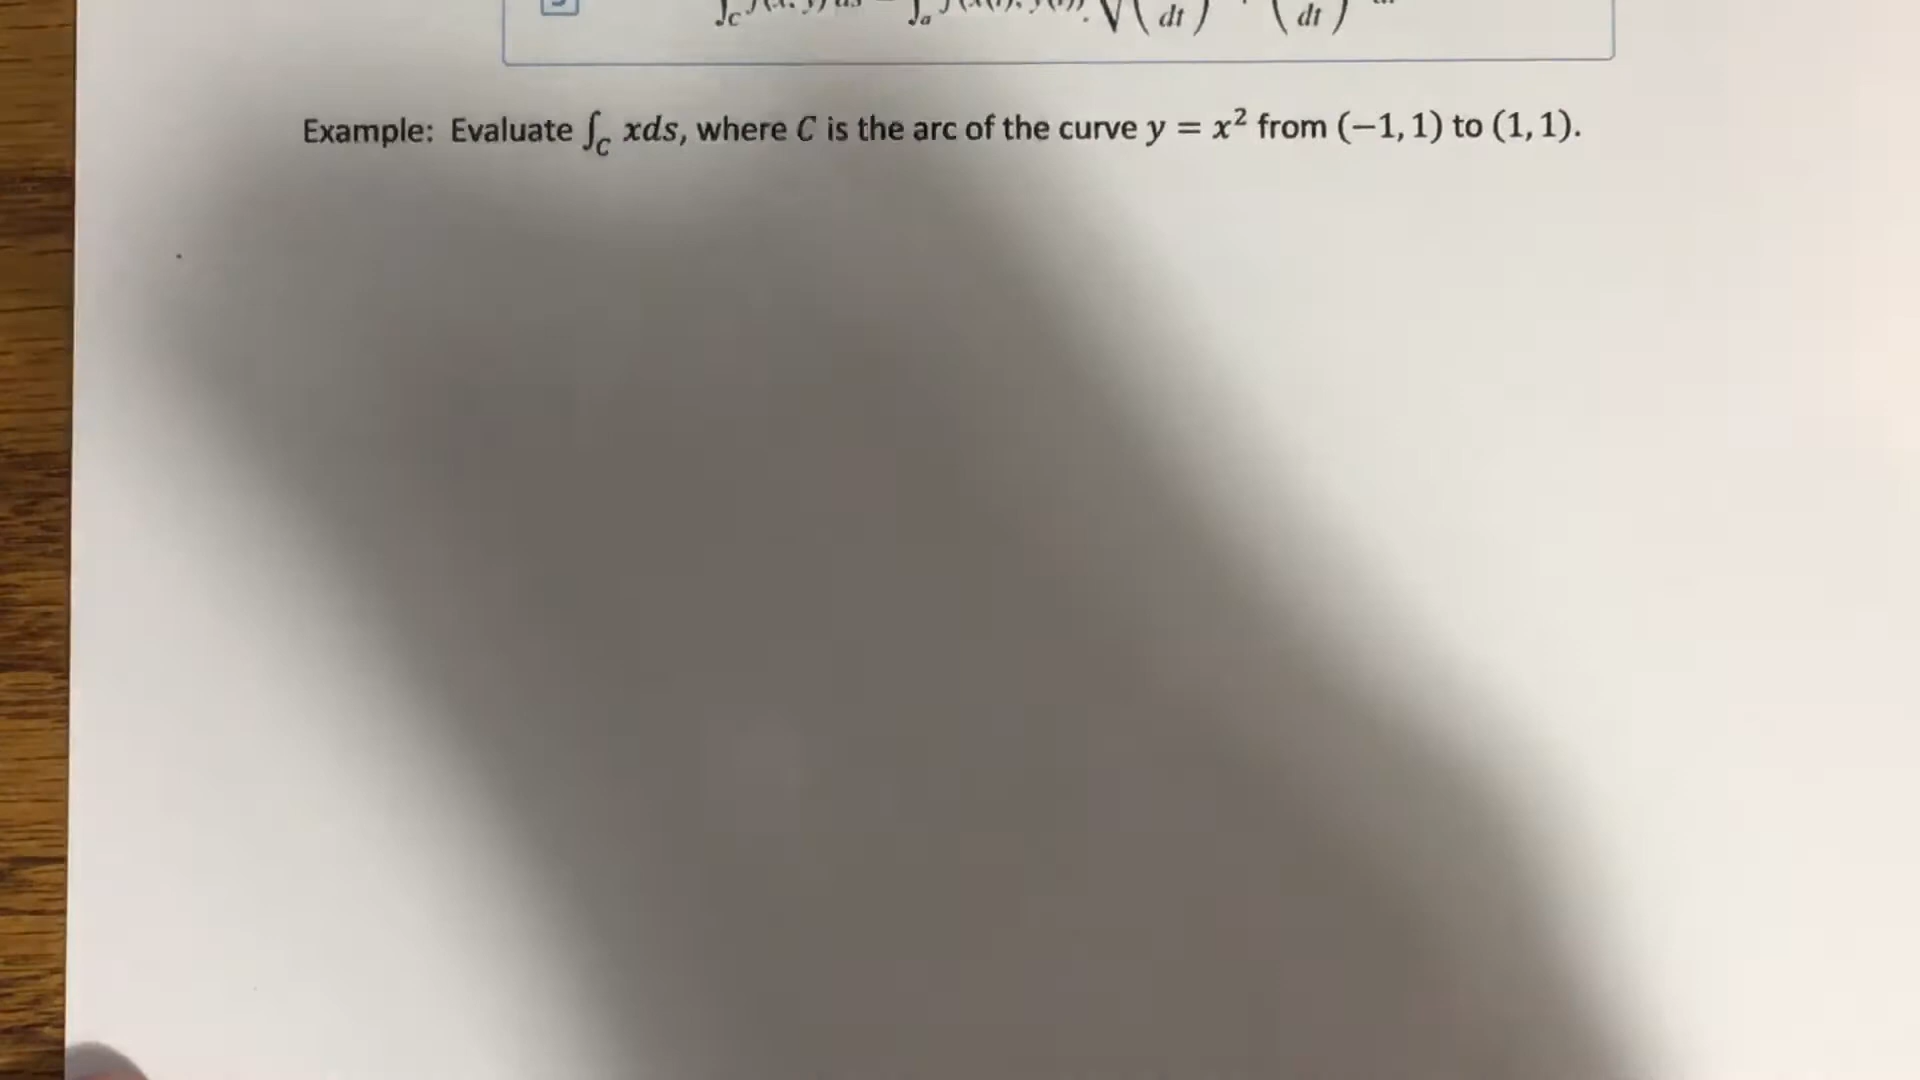 Example: Evaluate ∫_C xds, where C is the arc of the curve y = x² from (−1, 1) to (1, 1).